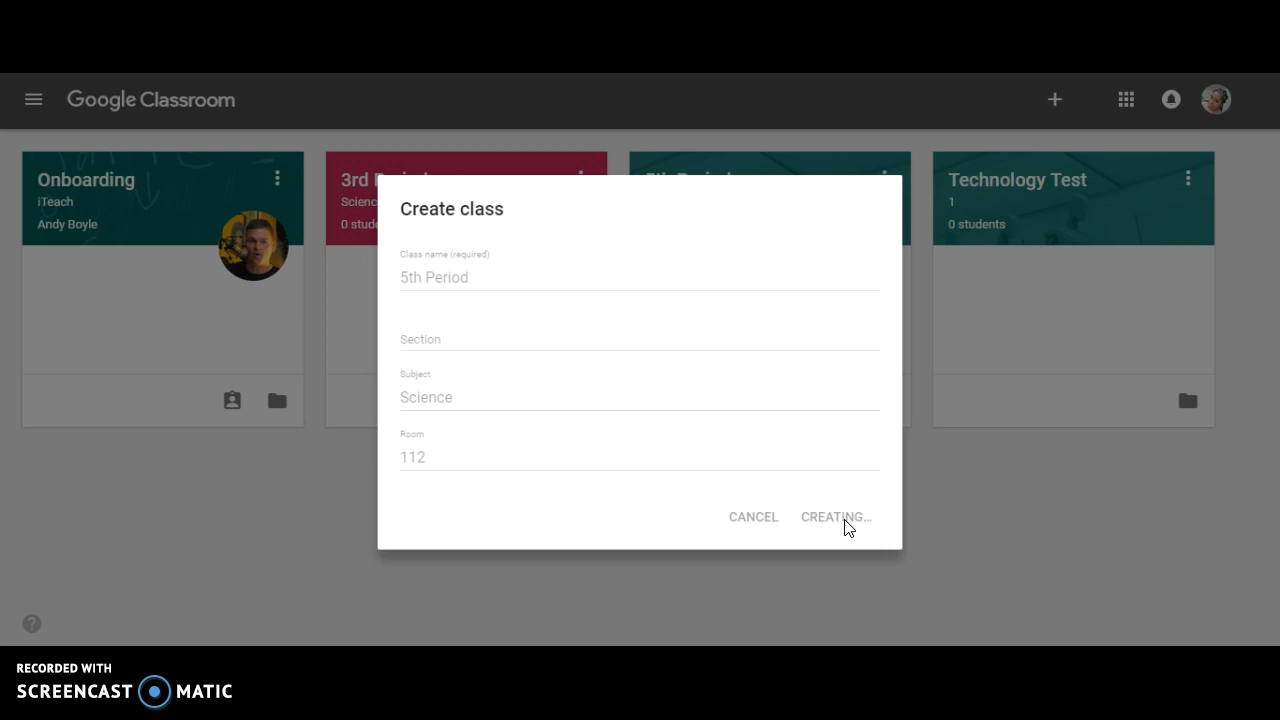 Google Classroom
Onboarding
iTeach
Andy Boyle
3rd
Scienc
0 stude
Technology Test
1
0 students
Create class
Class name (required)
5th Period
Section
Subject
Science
Room
112
CANCEL
CREATING...
RECORDED WITH
SCREENCAST MATIC